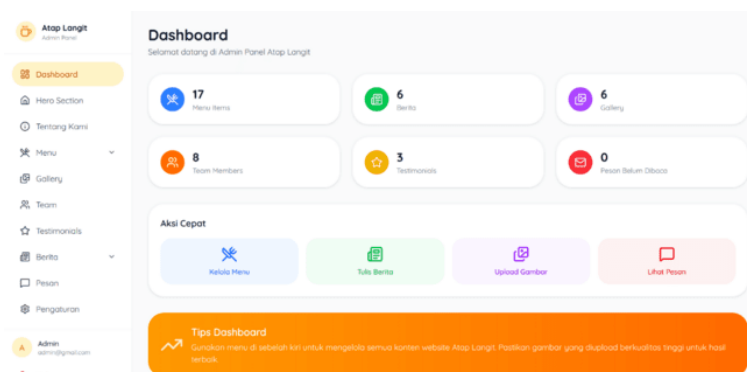 Atap Langit
Admin Panel
Dashboard
Hero Section
Tentang Kami
Menu
Gallery
Team
Testimonials
Berita
Pesan
Pengaturan
A
Admin
admin@gmail.com
Dashboard
Selamat datang di Admin Panel Atap Langit
17
Menu Items
6
Berita
6
Gallery
8
Team Members
3
Testimonials
0
Pesan Belum Dibaca
Aksi Cepat
Kelola Menu
Tulis Berita
Upload Gambar
Lihat Pesan
Tips Dashboard
Gunakan menu di sebelah kiri untuk mengelola semua konten website Atap Langit. Pastikan gambar yang diupload berkualitas tinggi untuk hasil
terbaik.